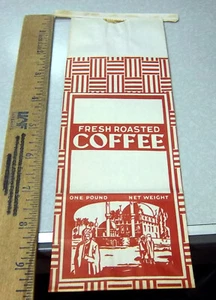 FRESH ROASTED
COFFEE
ONE POUND NET WEIGHT